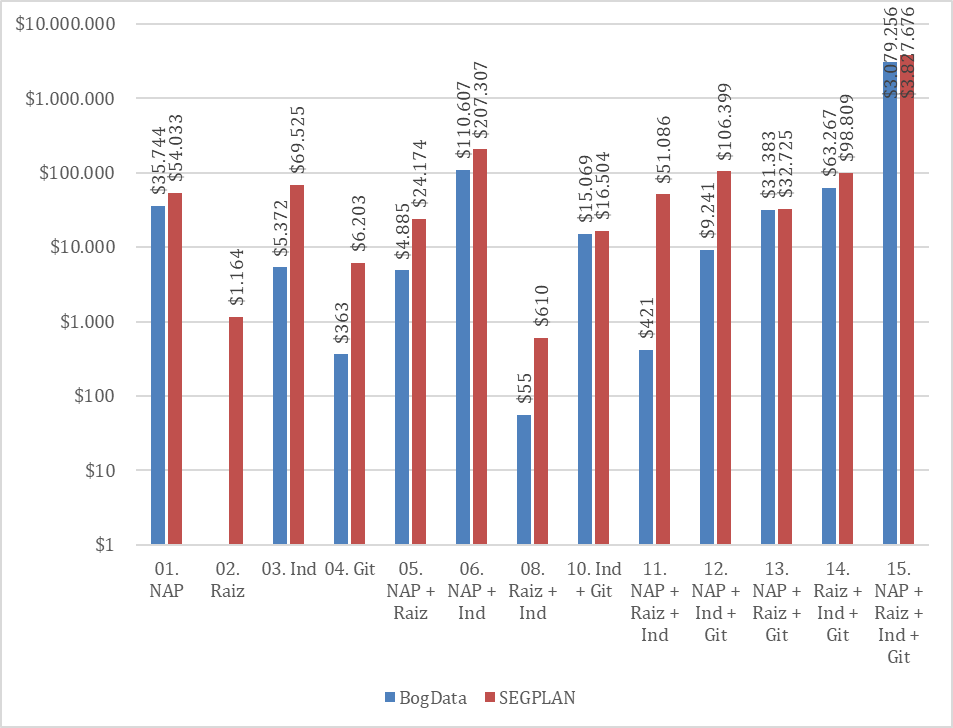 $10.000.000
$1.000.000
$100.000
$10.000
$1.000
$100
$10
$1
$35.744
$54.033
$1.164
$5.372
$69.525
$363
$6.203
$4.885
$24.174
$110.607
$207.307
$55
$610
$15.069
$16.504
$421
$51.086
$9.241
$106.399
$31.383
$32.725
$63.267
$98.809
$3.079.256
$3.827.676
01.
NAP
02.
Raiz
03. Ind
04. Git
05.
NAP +
Raiz
06.
NAP +
Ind
08.
Raiz +
Ind
10. Ind
+ Git
11.
NAP +
Raiz +
Ind
12.
NAP +
Ind +
Git
13.
NAP +
Raiz +
Git
14.
Raiz +
Ind +
Git
15.
NAP +
Raiz +
Ind +
Git
BogData
SEGPLAN